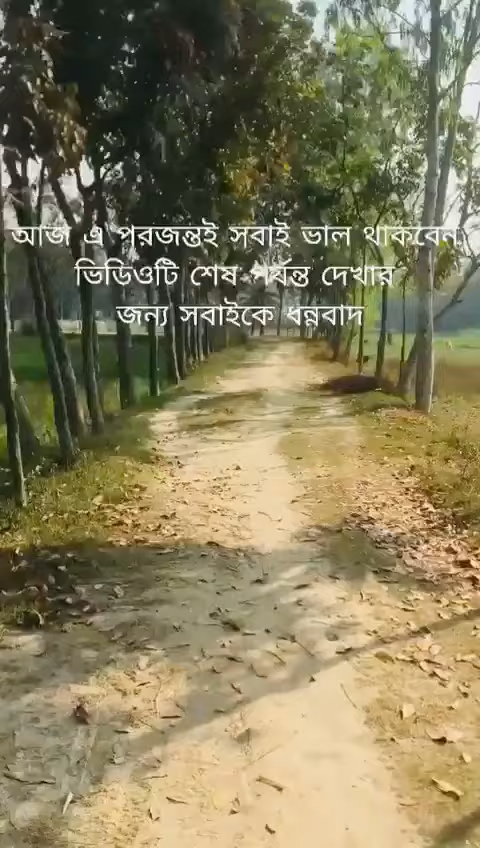 আজ এ পরজন্তই সবাই ভাল থাকবেন
ভিডিওটি শেষ পর্যন্ত দেখার
জন্য সবাইকে ধন্নবাদ